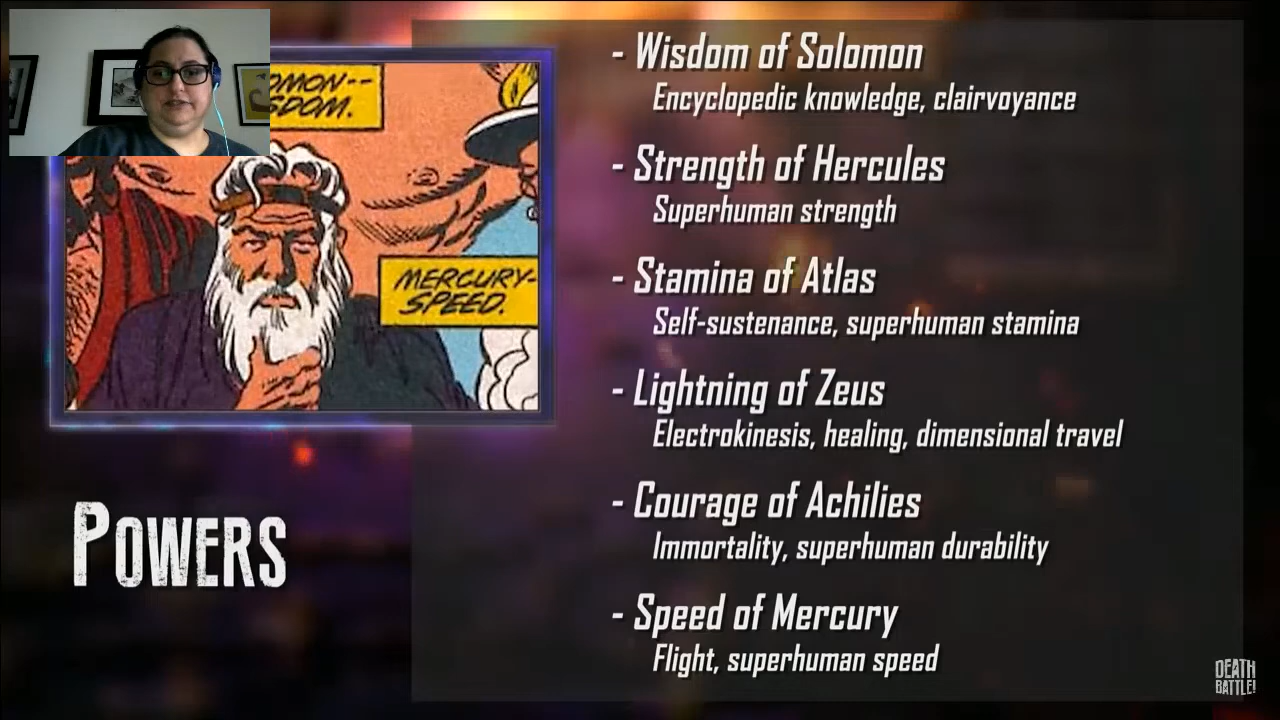 OMON--
SDOM.
MERCURY-
SPEED.
POWERS
- Wisdom of Solomon
Encyclopedic knowledge, clairvoyance
- Strength of Hercules
Superhuman strength
- Stamina of Atlas
Self-sustenance, superhuman stamina
- Lightning of Zeus
Electrokinesis, healing, dimensional travel
- Courage of Achilies
Immortality, superhuman durability
- Speed of Mercury
Flight, superhuman speed
DEATH
BATTLE!